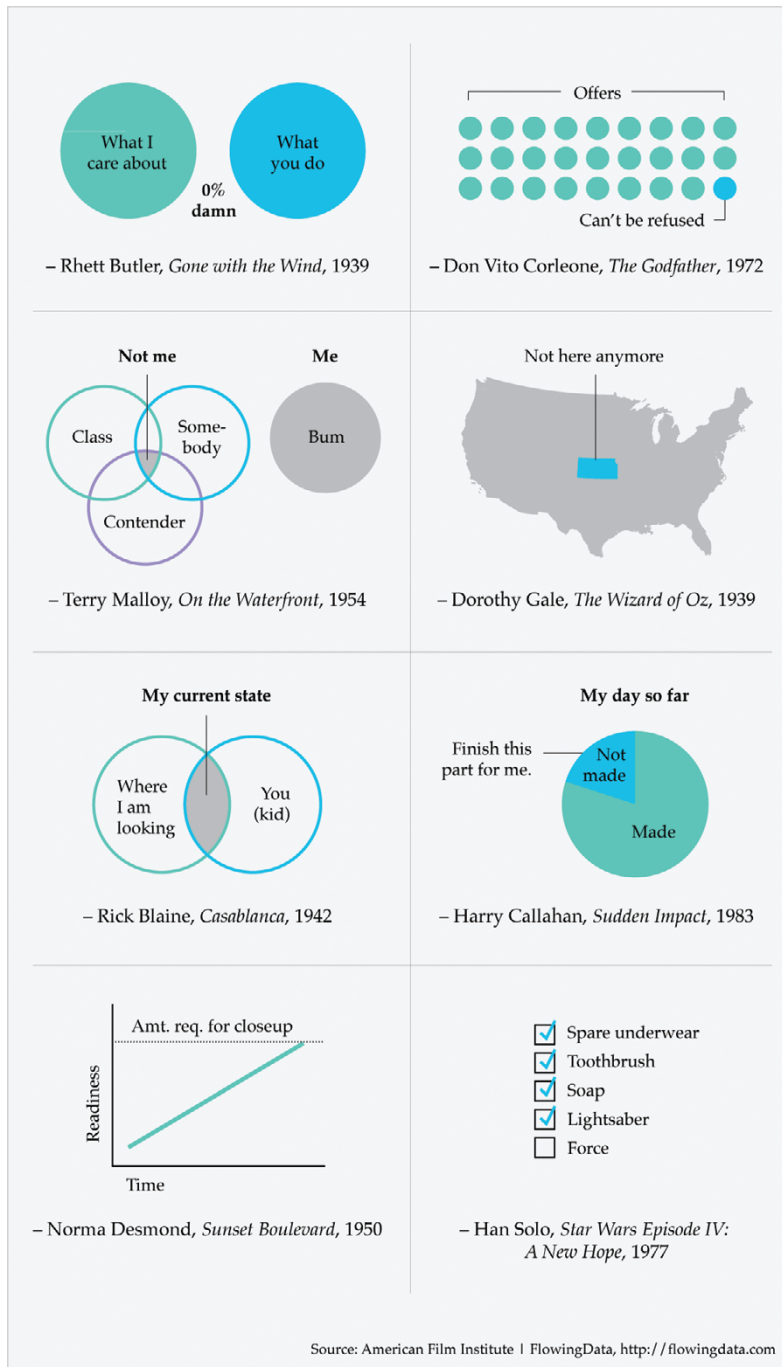 What I
care about
What
you do
0%
damn
– Rhett Butler, Gone with the Wind, 1939
Offers
Can’t be refused
– Don Vito Corleone, The Godfather, 1972
Not me
Me
Class
Some-
body
Bum
Contender
– Terry Malloy, On the Waterfront, 1954
Not here anymore
– Dorothy Gale, The Wizard of Oz, 1939
My current state
Where
I am
looking
You
(kid)
– Rick Blaine, Casablanca, 1942
My day so far
Finish this
part for me.
Not
made
Made
– Harry Callahan, Sudden Impact, 1983
Amt. req. for closeup
Readiness
Time
– Norma Desmond, Sunset Boulevard, 1950
Spare underwear
Toothbrush
Soap
Lightsaber
Force
– Han Solo, Star Wars Episode IV:
A New Hope, 1977
Source: American Film Institute | FlowingData, http://flowingdata.com